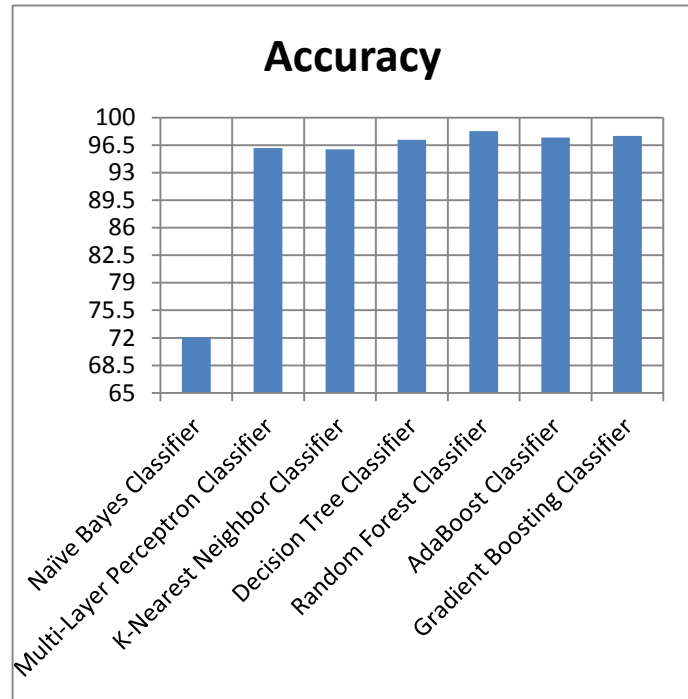 Accuracy
100
96.5
93
89.5
86
82.5
79
75.5
72
68.5
65
Naïve Bayes Classifier
Multi-Layer Perceptron Classifier
K-Nearest Neighbor Classifier
Decision Tree Classifier
Random Forest Classifier
AdaBoost Classifier
Gradient Boosting Classifier